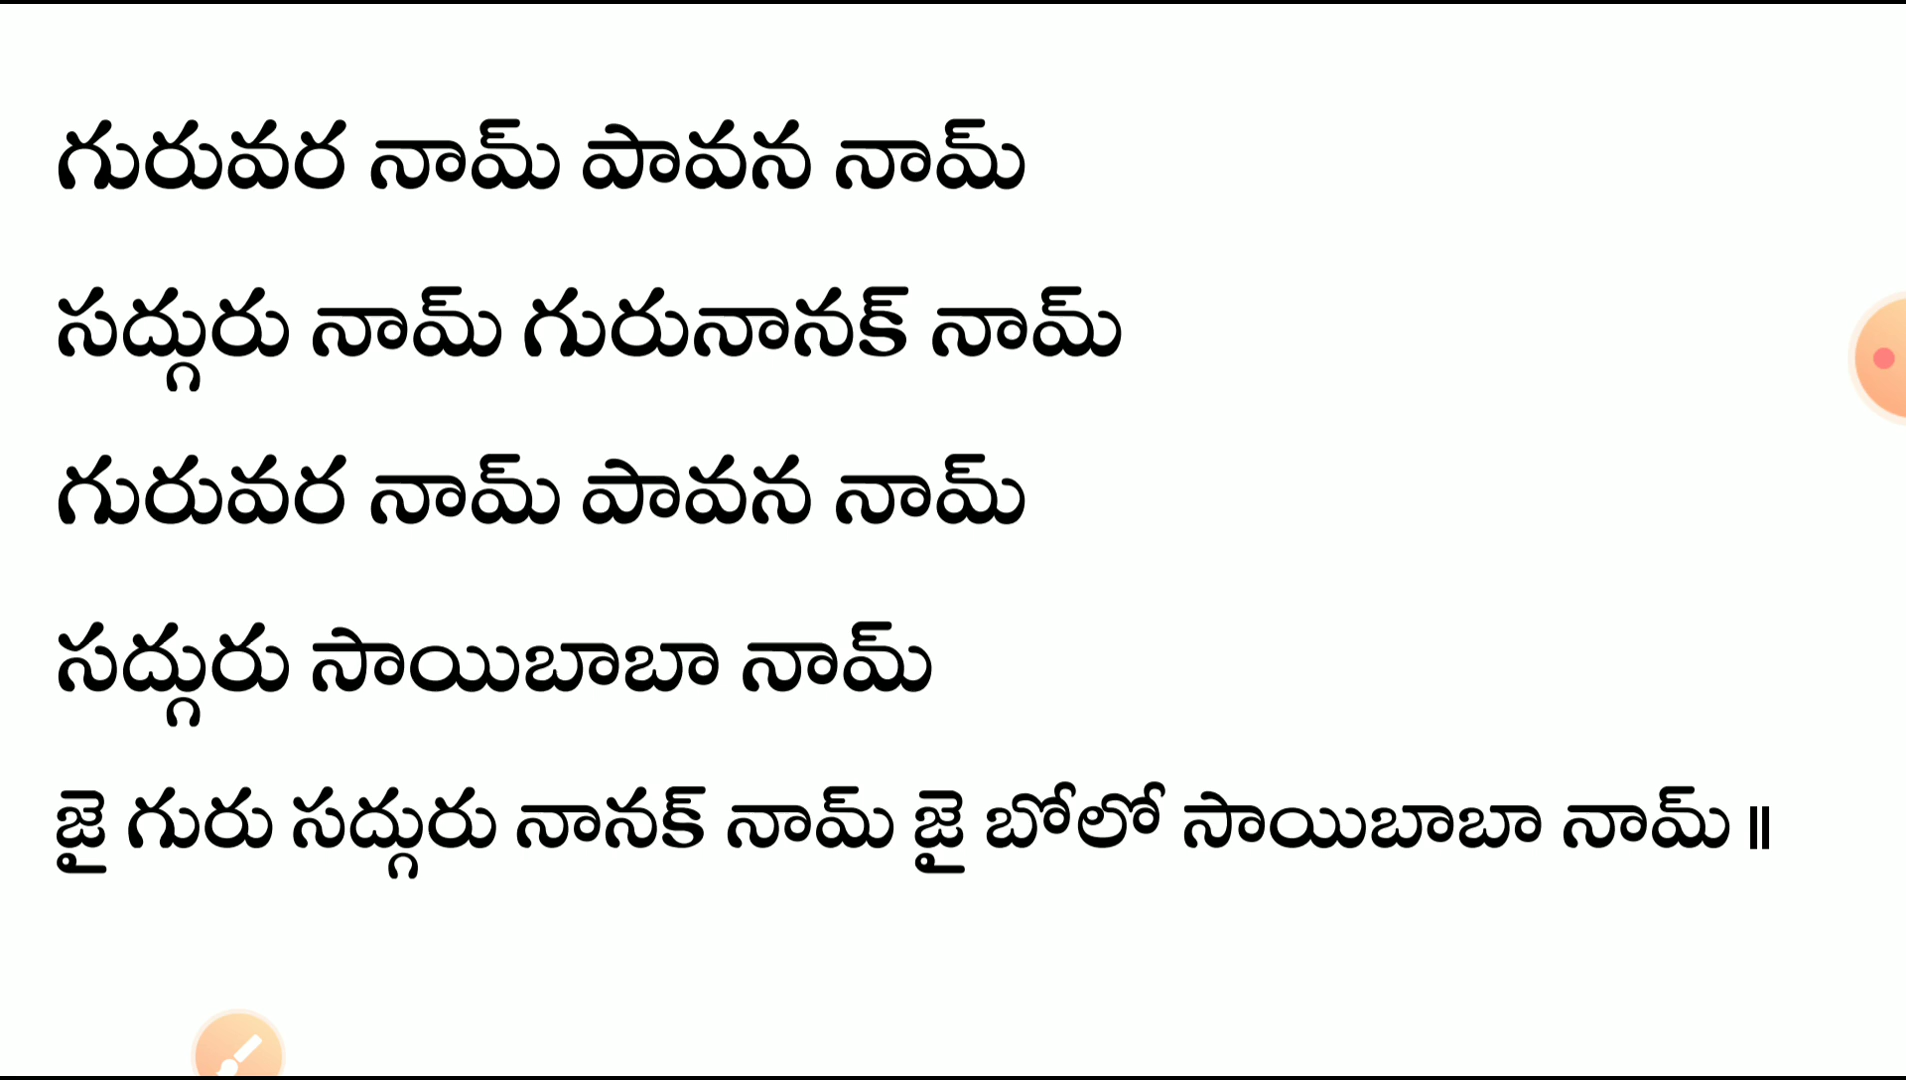 గురువర నామ్ పావన నామ్
సద్గురు నామ్ గురునానక్ నామ్
గురువర నామ్ పావన నామ్
సద్గురు సాయిబాబా నామ్
జై గురు సద్గురు నానక్ నామ్ జై బోలో సాయిబాబా నామ్ ||